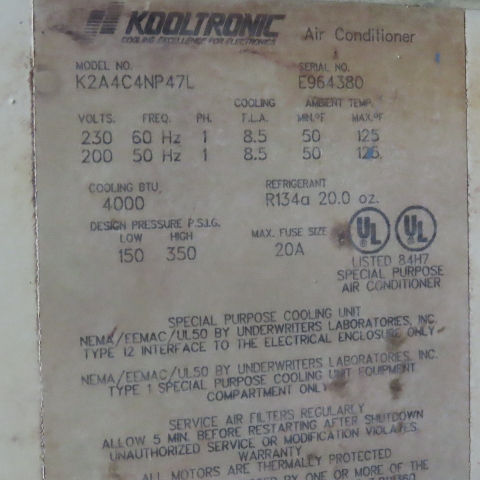 KOOLTRONIC Air Conditioner
COOLING EXCELLENCE FOR ELECTRONICS
MODEL NO. SERIAL NO.
K2A4C4NP47L E964380
COOLING AMBIENT TEMP.
VOLTS. FREQ. PH. F.L.A. MIN.°F MAX.°F
230 60 Hz 1 8.5 50 125
200 50 Hz 1 8.5 50 125
COOLING BTU REFRIGERANT
4000 R134a 20.0 oz.
DESIGN PRESSURE P.S.I.G.
LOW HIGH MAX. FUSE SIZE
150 350 20A
UL UL
LISTED 84H7
SPECIAL PURPOSE
AIR CONDITIONER
SPECIAL PURPOSE COOLING UNIT
NEMA/EEMAC/UL50 BY UNDERWRITERS LABORATORIES, INC.
TYPE 12 INTERFACE TO THE ELECTRICAL ENCLOSURE ONLY
NEMA/EEMAC/UL50 BY UNDERWRITERS LABORATORIES, INC.
TYPE 1 SPECIAL PURPOSE COOLING UNIT EQUIPMENT
COMPARTMENT ONLY
SERVICE AIR FILTERS REGULARLY
ALLOW 5 MIN. BEFORE RESTARTING AFTER SHUTDOWN
UNAUTHORIZED SERVICE OR MODIFICATION VIOLATES
WARRANTY
ALL MOTORS ARE THERMALLY PROTECTED
BY ONE OR MORE OF THE